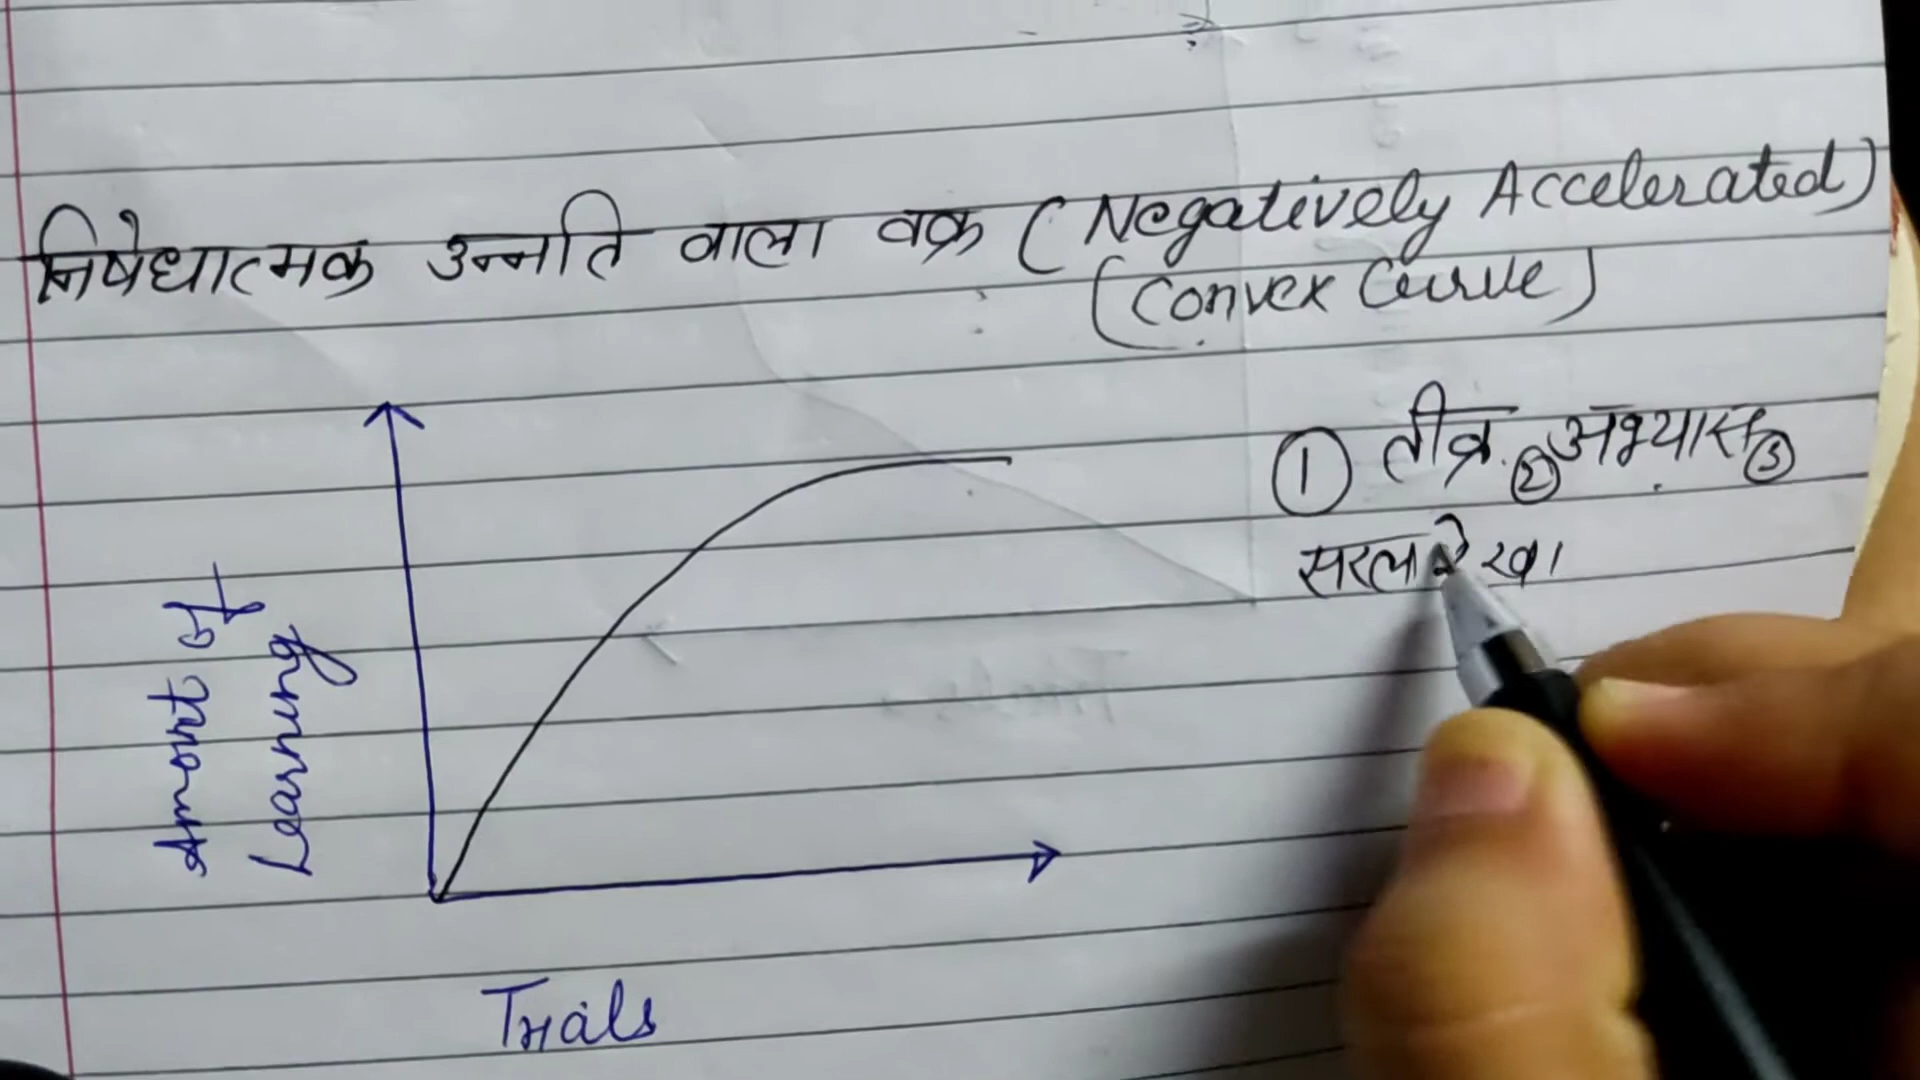 निषेधात्मक उन्नति वाला वक्र (Negatively Accelerated)
(Convex Curve)
① तीव्र ② अभ्यास ③
सरल रेखा
Amount of
Learning
Trials